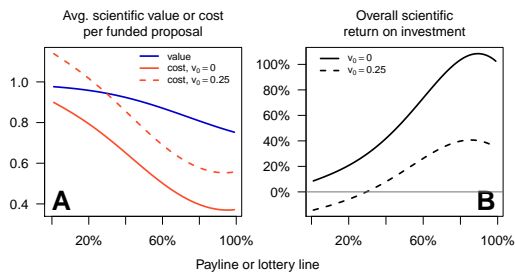 Avg. scientific value or cost
per funded proposal
value
cost, v₀ = 0
cost, v₀ = 0.25
1.0
0.8
0.6
0.4
A
20%
60%
100%
Overall scientific
return on investment
v₀ = 0
v₀ = 0.25
100%
80%
60%
40%
20%
0%
B
20%
60%
100%
Payline or lottery line